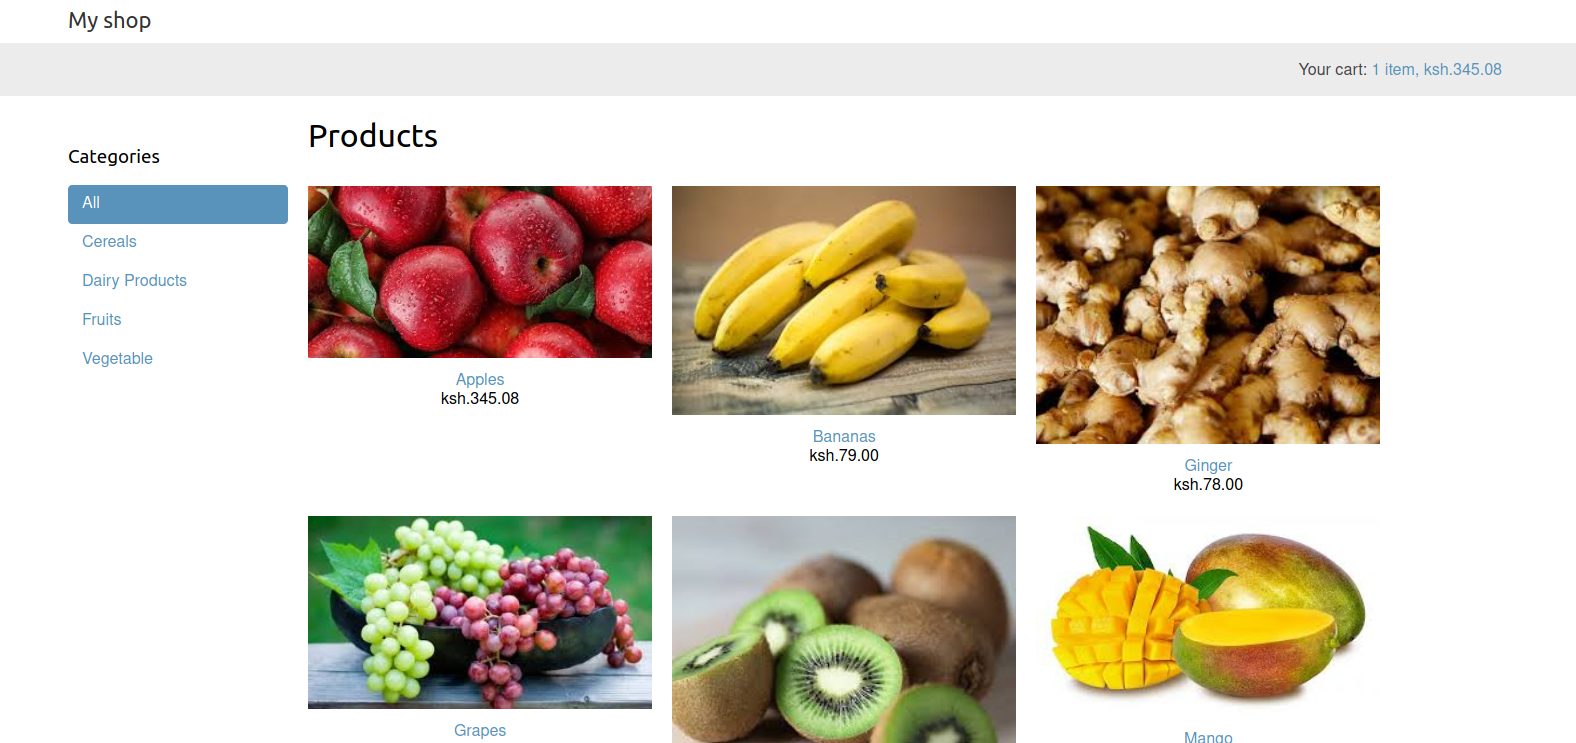 My shop
Your cart: 1 item, ksh.345.08
Products
Categories
All
Cereals
Dairy Products
Fruits
Vegetable
Apples
ksh.345.08
Bananas
ksh.79.00
Ginger
ksh.78.00
Grapes
Mango